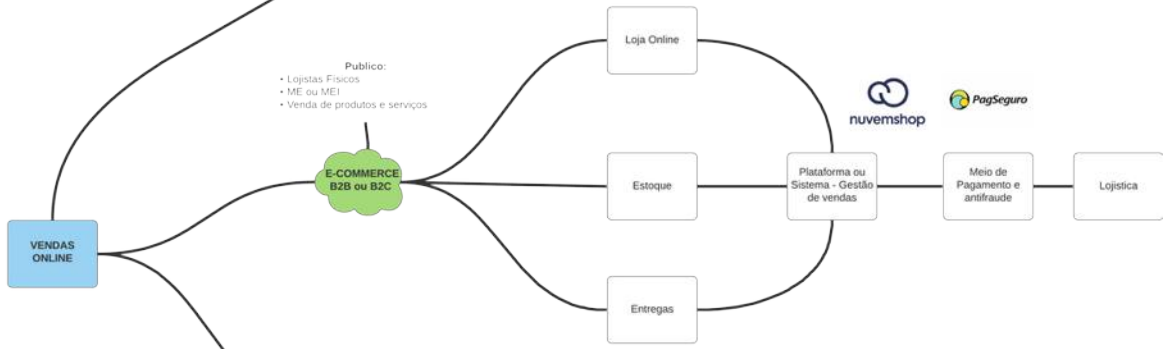 Loja Online
Publico:
• Lojistas Fisicos
• ME ou MEI
• Venda de produtos e serviços
nuvemshop
PagSeguro
E-COMMERCE
B2B ou B2C
Estoque
Plataforma ou
Sistema - Gestão
de vendas
Meio de
Pagamento e
antifraude
Lojistica
VENDAS
ONLINE
Entregas